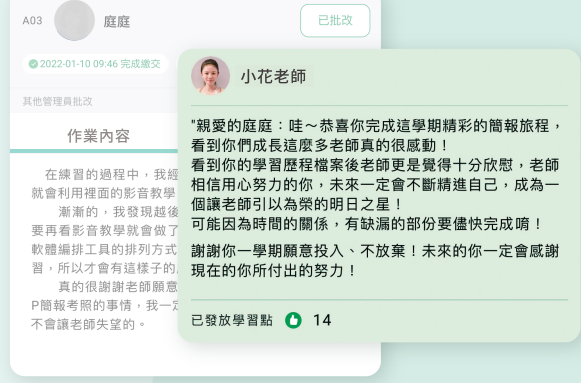 A03
庭庭
已批改
2022-01-10 09:46 完成繳交
其他管理員批改
作業內容
在練習的過程中，我經
就會利用裡面的影音教學
漸漸的，我發現越後
要再看影音教學就會做了
軟體編排工具的排列方式
習，所以才會有這樣子的
真的很謝謝老師願意
P簡報考照的事情，我一定
不會讓老師失望的。
小花老師
"親愛的庭庭：哇～恭喜你完成這學期精彩的簡報旅程，
看到你們成長這麼多老師真的很感動！
看到你的學習歷程檔案後老師更是覺得十分欣慰，老師
相信用心努力的你，未來一定會不斷精進自己，成為一
個讓老師引以為榮的明日之星！
可能因為時間的關係，有缺漏的部份要儘快完成唷！
謝謝你一學期願意投入、不放棄！未來的你一定會感謝
現在的你所付出的努力！
已發放學習點 14